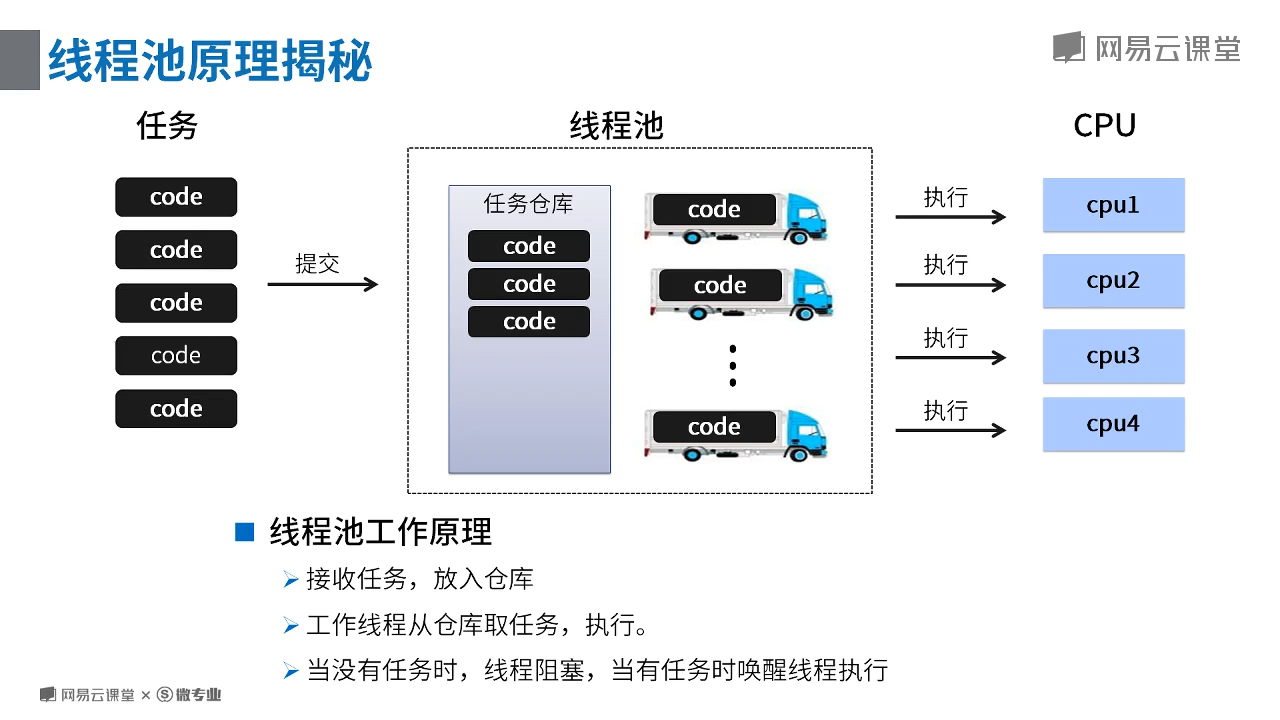 线程池原理揭秘
网易云课堂
任务
线程池
CPU
code
code
code
code
code
提交
任务仓库
code
code
code
code
code
code
执行
执行
执行
执行
cpu1
cpu2
cpu3
cpu4
线程池工作原理
接收任务，放入仓库
工作线程从仓库取任务，执行。
当没有任务时，线程阻塞，当有任务时唤醒线程执行
网易云课堂 × S 微专业